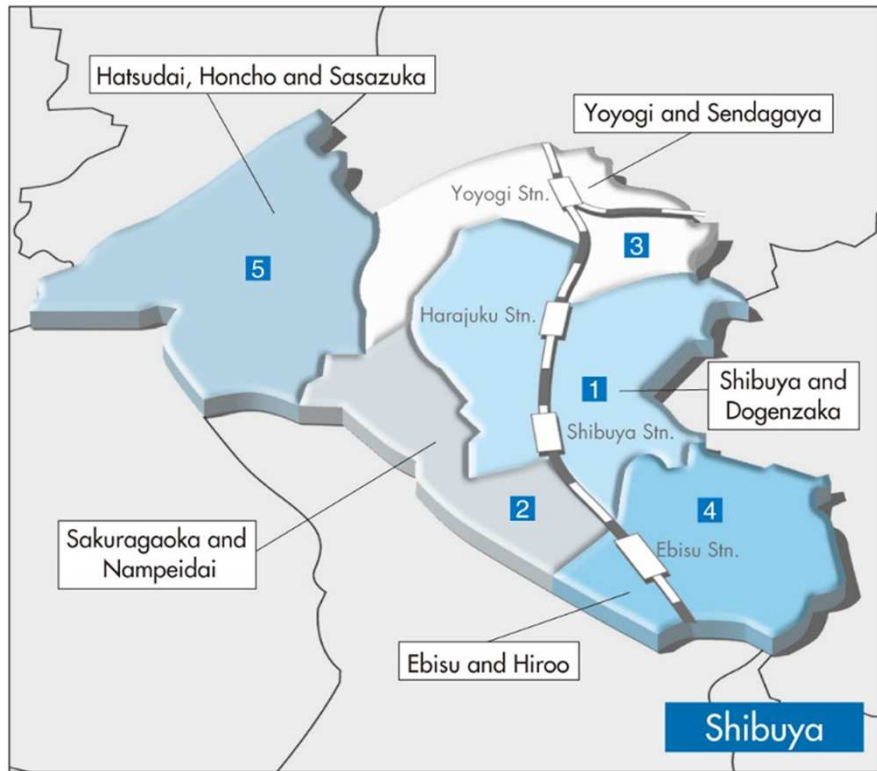 Hatsudai, Honcho and Sasazuka
Yoyogi and Sendagaya
Yoyogi Stn.
3
5
Harajuku Stn.
1
Shibuya and
Dogenzaka
Shibuya Stn.
2
4
Sakuragaoka and
Nampeidai
Ebisu Stn.
Ebisu and Hiroo
Shibuya